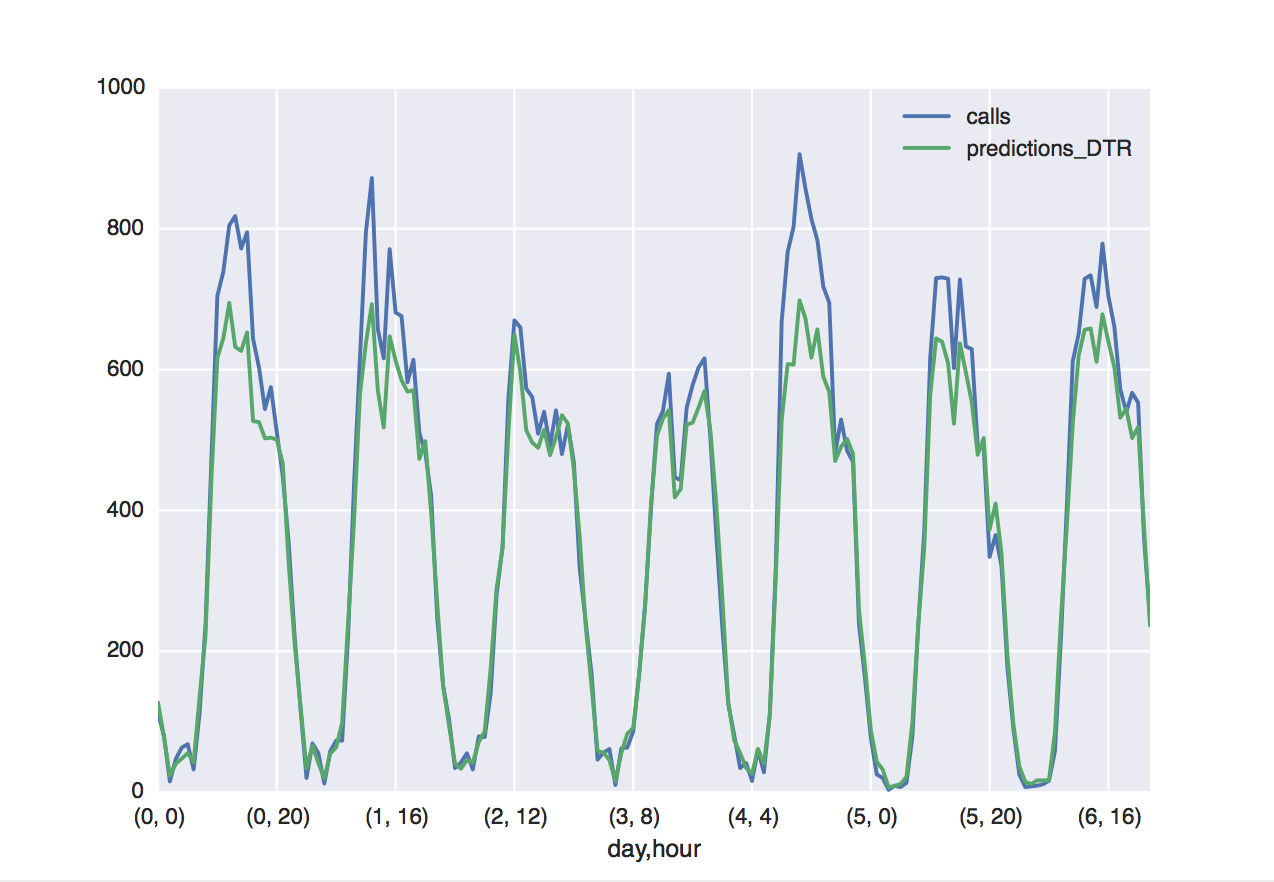 1000
calls
predictions_DTR
800
600
400
200
0
(0, 0) (0, 20) (1, 16) (2, 12) (3, 8) (4, 4) (5, 0) (5, 20) (6, 16)
day,hour